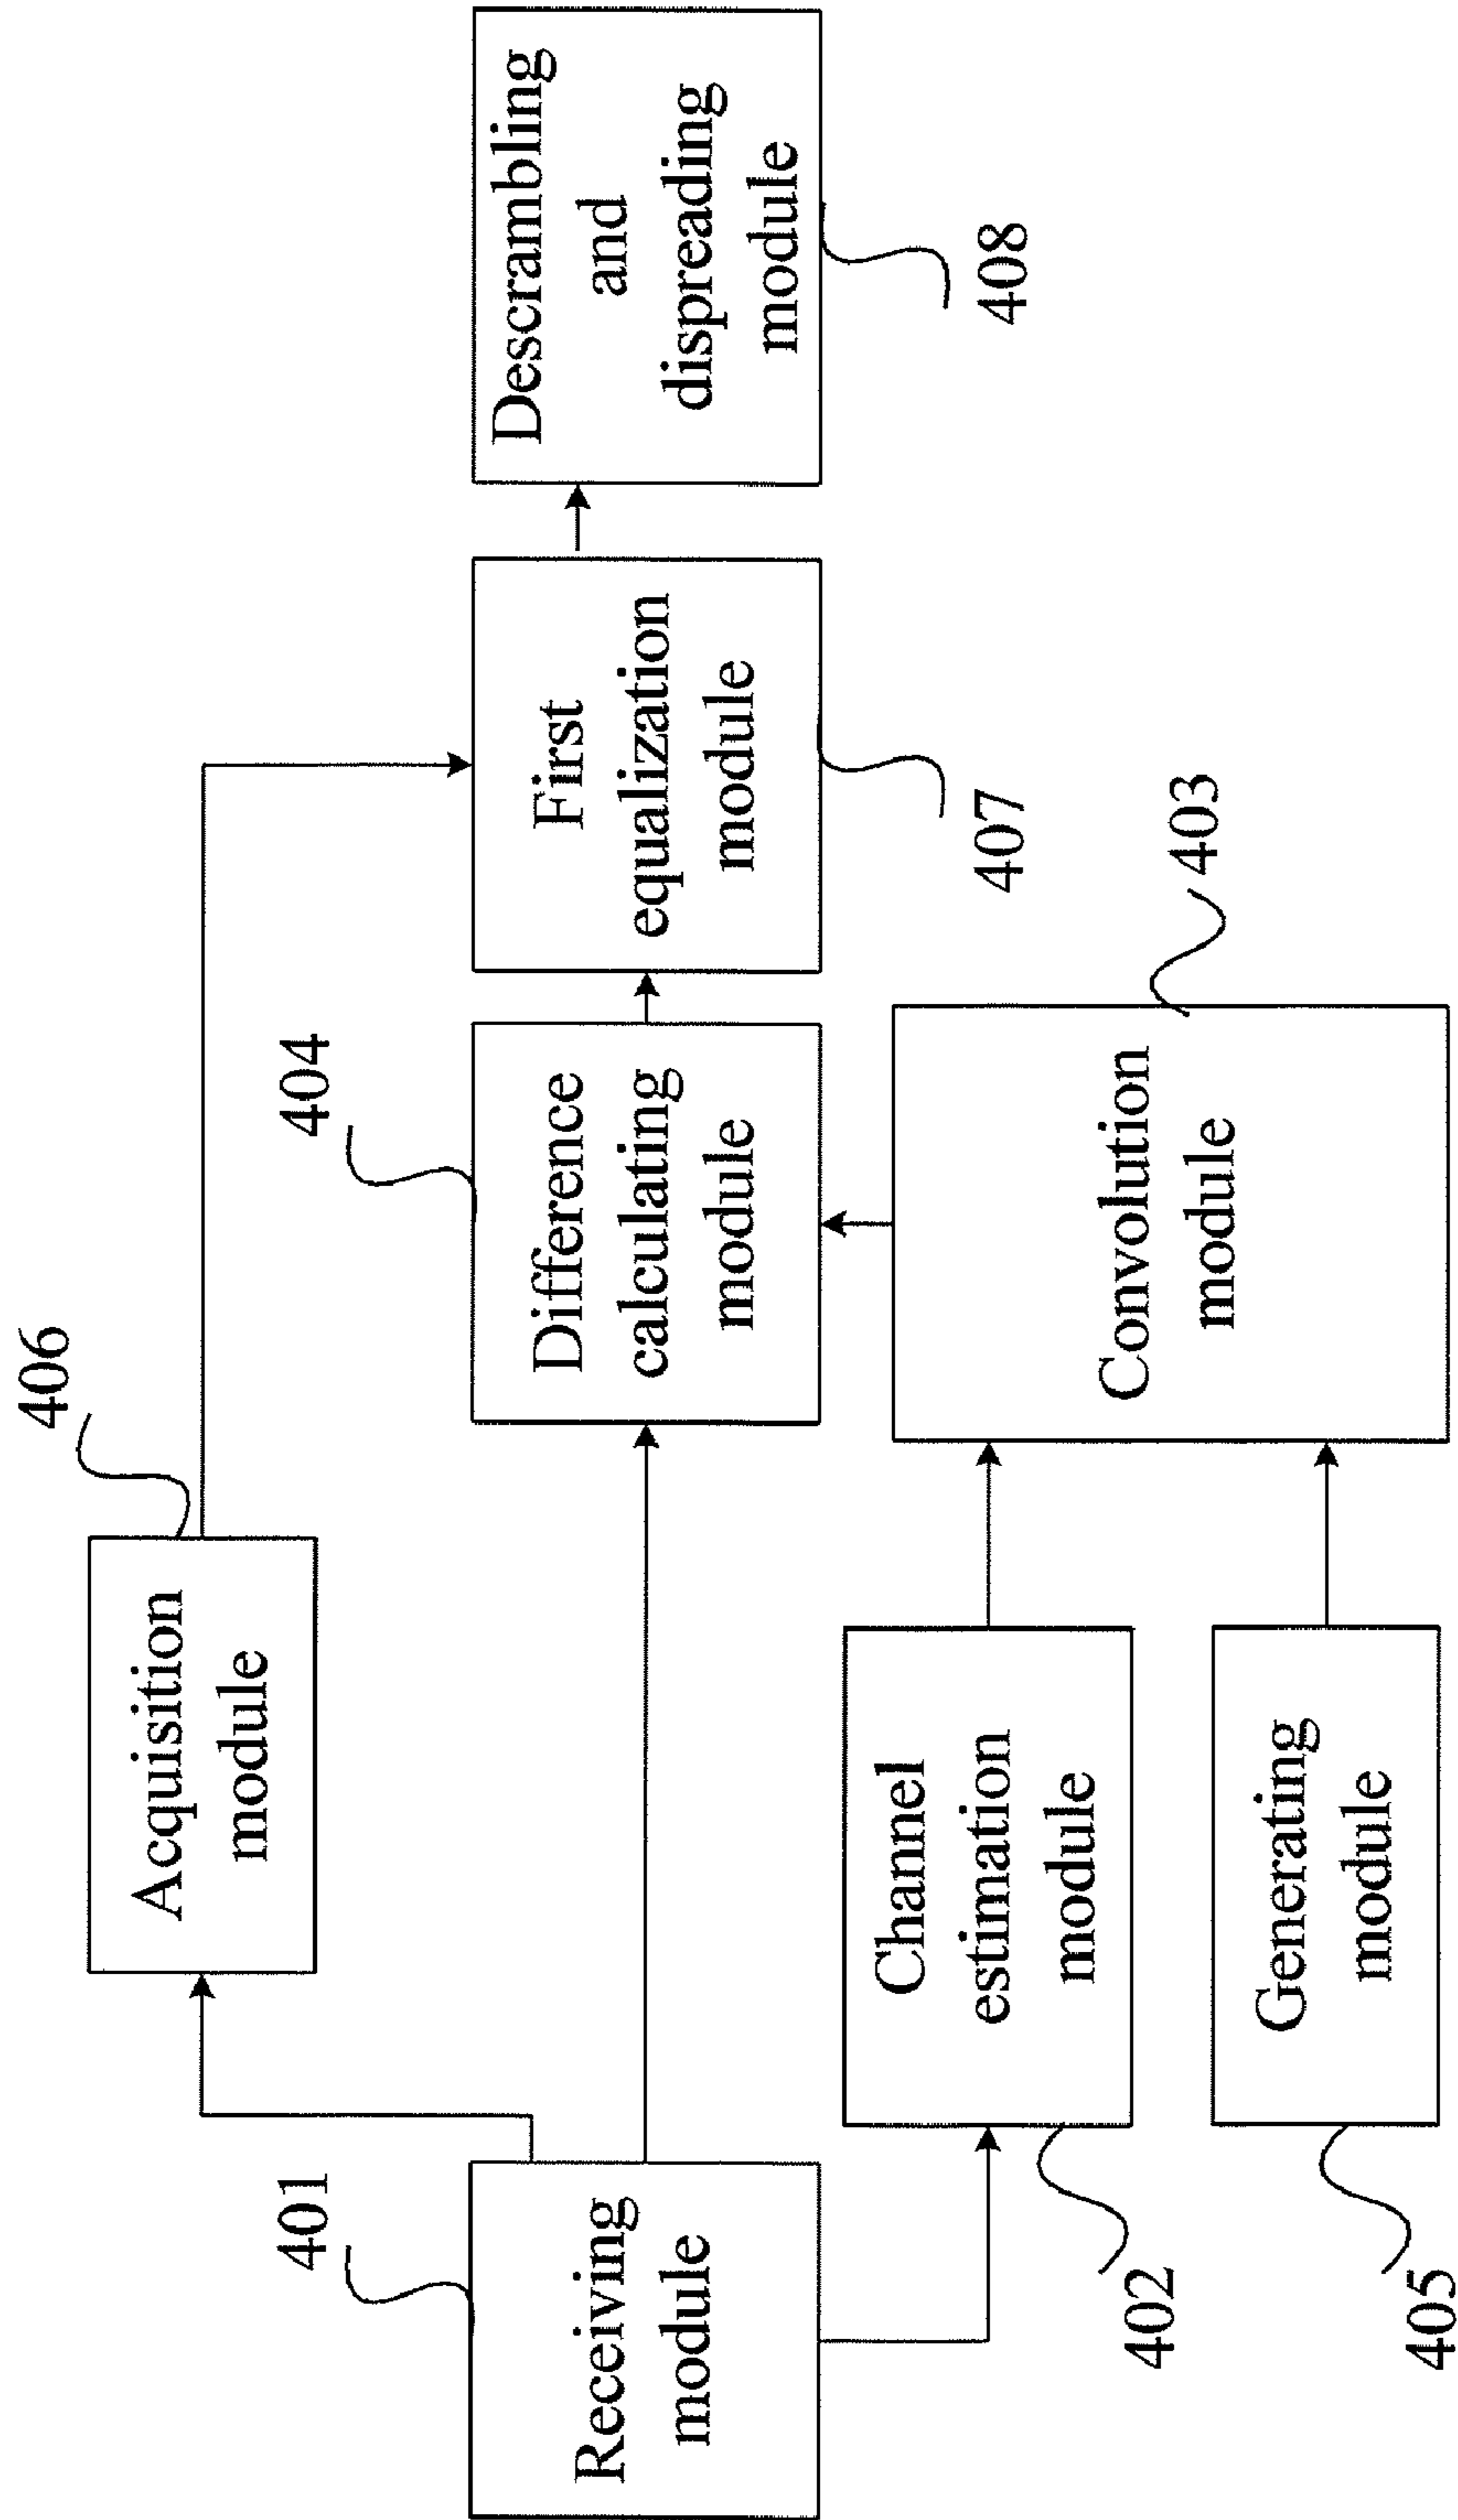 406
Acquisition
module
404
401
Receiving
module
Difference
calculating
module
First
equalization
module
Descrambling
and
dispreading
module
407
408
Channel
estimation
module
402
Convolution
module
403
Generating
module
405